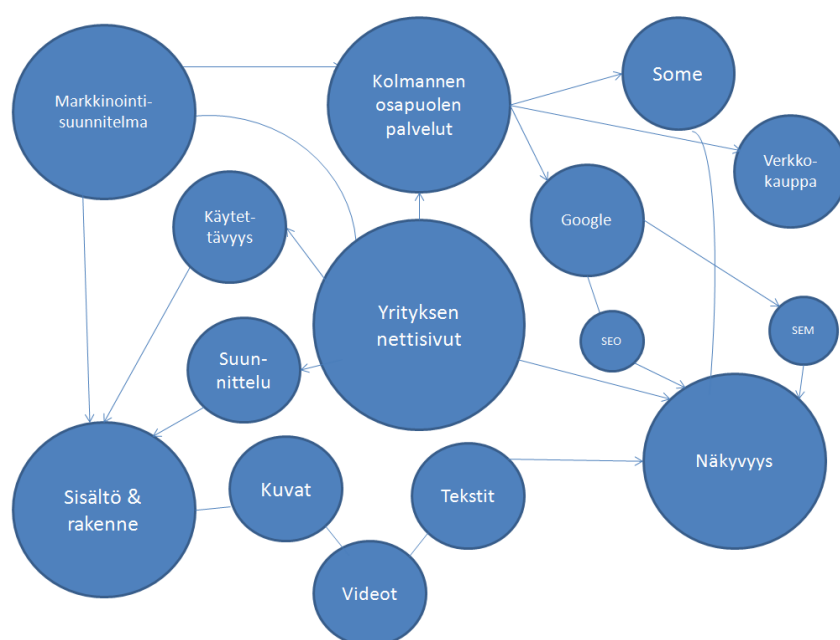 Markkinointi-
suunnitelma
Kolmannen
osapuolen
palvelut
Some
Verkko-
kauppa
Käytet-
tävyys
Google
Yrityksen
nettisivut
SEO
SEM
Suun-
nittelu
Näkyvyys
Sisältö &
rakenne
Kuvat
Tekstit
Videot